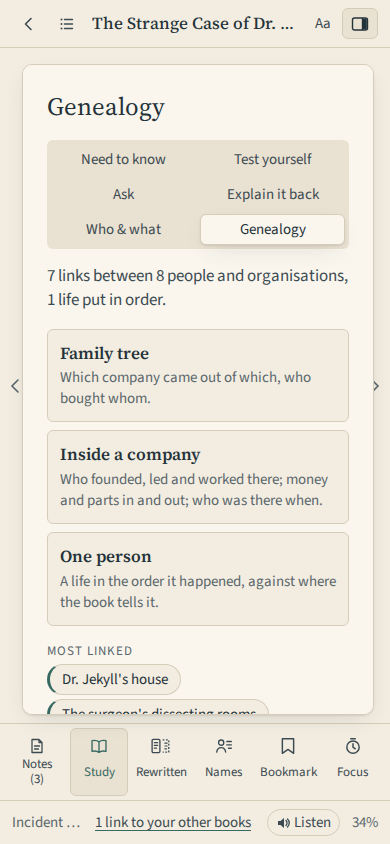 The Strange Case of Dr. ...
Aa
Genealogy
Need to know
Test yourself
Ask
Explain it back
Who & what
Genealogy
7 links between 8 people and organisations,
1 life put in order.
Family tree
Which company came out of which, who
bought whom.
Inside a company
Who founded, led and worked there; money
and parts in and out; who was there when.
One person
A life in the order it happened, against where
the book tells it.
MOST LINKED
Dr. Jekyll's house
The surgeon's dissecting rooms
Notes
(3)
Study
Rewritten
Names
Bookmark
Focus
Incident ...
1 link to your other books
Listen
34%